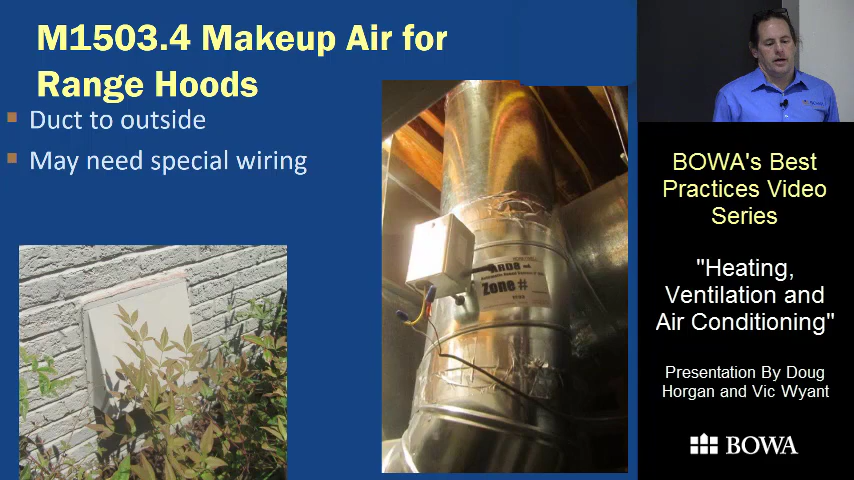 M1503.4 Makeup Air for
Range Hoods
Duct to outside
May need special wiring
Zone #
BOWA's Best
Practices Video
Series
"Heating,
Ventilation and
Air Conditioning"
Presentation By Doug
Horgan and Vic Wyant
BOWA